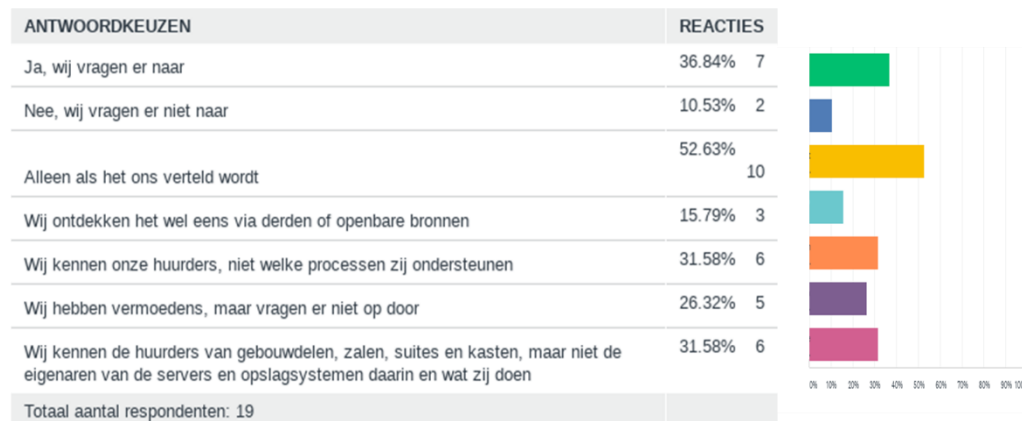 ANTWOORDKEUZEN REACTIES
Ja, wij vragen er naar 36.84% 7
Nee, wij vragen er niet naar 10.53% 2
Alleen als het ons verteld wordt 52.63% 10
Wij ontdekken het wel eens via derden of openbare bronnen 15.79% 3
Wij kennen onze huurders, niet welke processen zij ondersteunen 31.58% 6
Wij hebben vermoedens, maar vragen er niet op door 26.32% 5
Wij kennen de huurders van gebouwdelen, zalen, suites en kasten, maar niet de 31.58% 6
eigenaren van de servers en opslagsystemen daarin en wat zij doen
Totaal aantal respondenten: 19
0% 10% 20% 30% 40% 50% 60% 70% 80% 90% 10